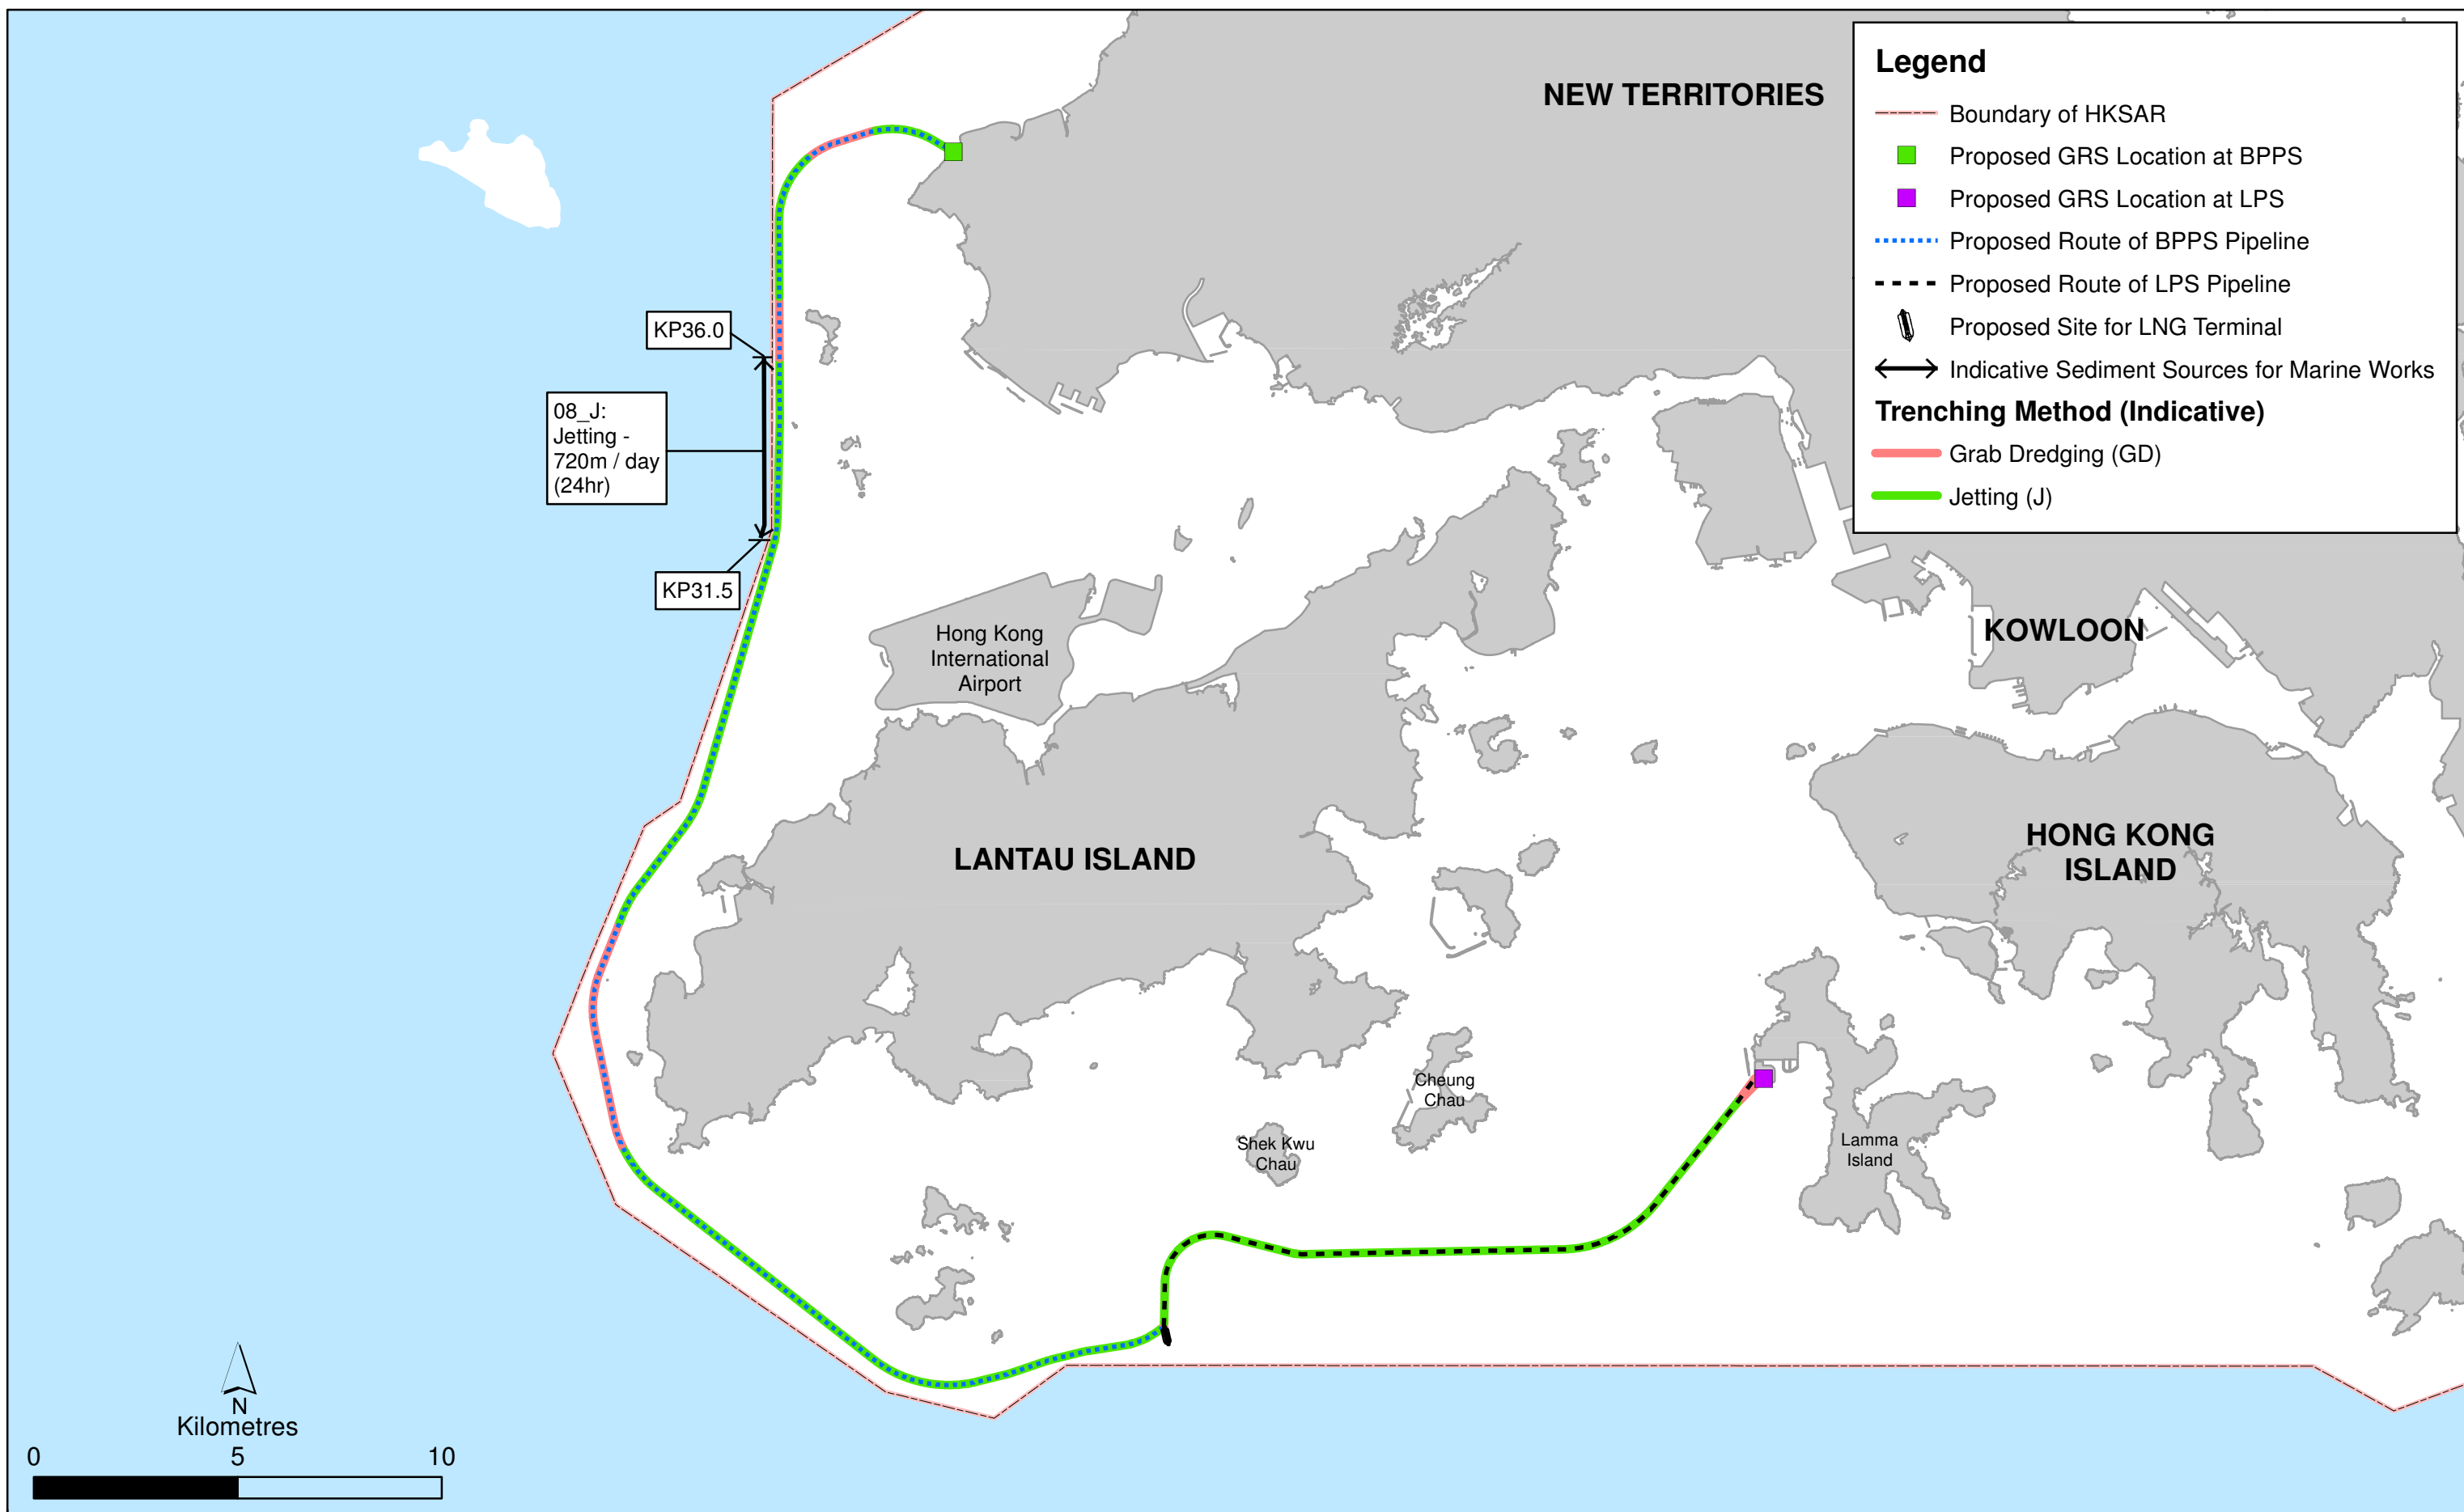 NEW TERRITORIES
Legend
Boundary of HKSAR
Proposed GRS Location at BPPS
Proposed GRS Location at LPS
Proposed Route of BPPS Pipeline
Proposed Route of LPS Pipeline
Proposed Site for LNG Terminal
Indicative Sediment Sources for Marine Works
Trenching Method (Indicative)
Grab Dredging (GD)
Jetting (J)
KP36.0
08_J:
Jetting -
720m / day
(24hr)
KP31.5
Hong Kong
International
Airport
KOWLOON
LANTAU ISLAND
HONG KONG
ISLAND
Cheung
Chau
Shek Kwu
Chau
Lamma
Island
N
Kilometres
0 5 10